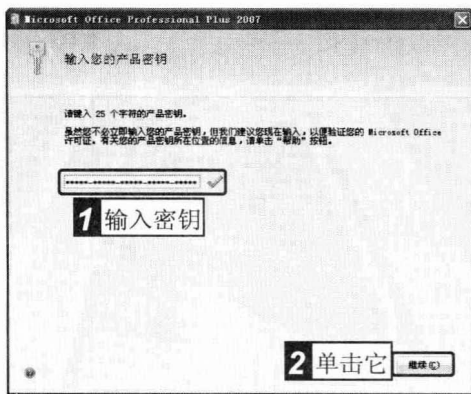 Microsoft Office Professional Plus 2007
输入您的产品密钥
请键入 25 个字符的产品密钥。
虽然您不必立即输入您的产品密钥，但我们建议您现在输入，以便验证您的 Microsoft Office
许可证。有关您的产品密钥所在位置的信息，请单击“帮助”按钮。
*****-*****-*****-*****-*****
1 输入密钥
2 单击它
继续(C)